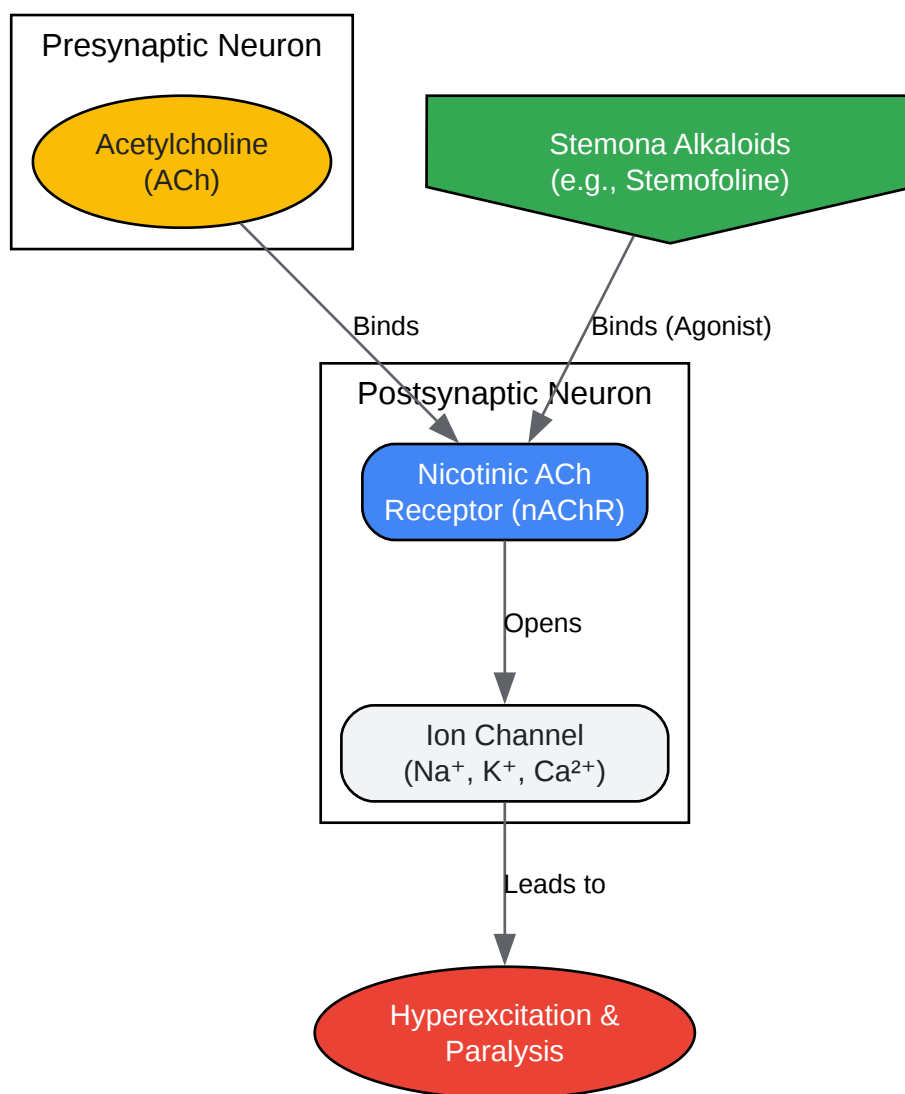 Presynaptic Neuron
Acetylcholine
(ACh)
Stemona Alkaloids
(e.g., Stemofoline)
Binds
Binds (Agonist)
Postsynaptic Neuron
Nicotinic ACh
Receptor (nAChR)
Opens
Ion Channel
(Na⁺, K⁺, Ca²⁺)
Leads to
Hyperexcitation &
Paralysis